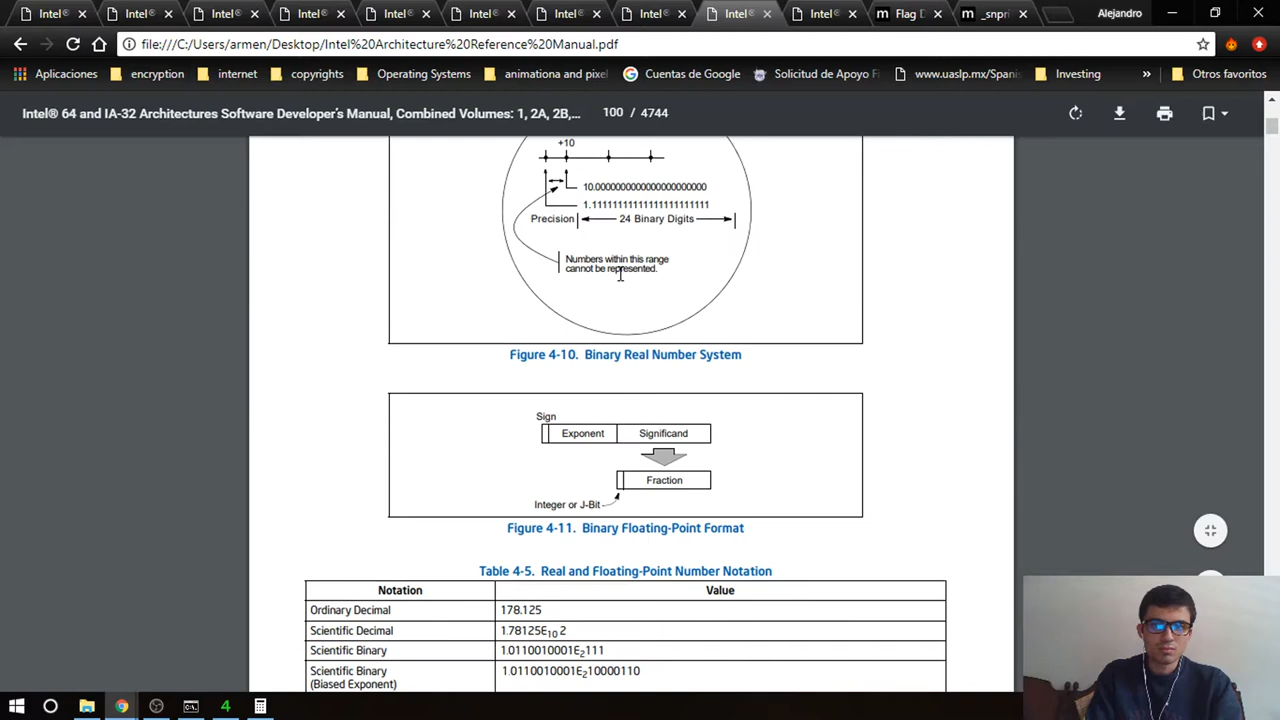 Intel® Intel® Intel® Intel® Intel® Intel® Intel® Intel® Intel® Intel® Flag D _snpri Alejandro
file:///C:/Users/armen/Desktop/Intel%20Architecture%20Reference%20Manual.pdf
Aplicaciones encryption internet copyrights Operating Systems animationa and pixel Cuentas de Google Solicitud de Apoyo Fi www.uaslp.mx/Spanis Investing » Otros favoritos
Intel® 64 and IA-32 Architectures Software Developer's Manual, Combined Volumes: 1, 2A, 2B,... 100 / 4744
+10
10.0000000000000000000000
1.11111111111111111111111
Precision 24 Binary Digits
Numbers within this range
cannot be represented.
Figure 4-10. Binary Real Number System
Sign
Exponent Significand
Fraction
Integer or J-Bit
Figure 4-11. Binary Floating-Point Format
Table 4-5. Real and Floating-Point Number Notation
Notation Value
Ordinary Decimal 178.125
Scientific Decimal 1.78125E10 2
Scientific Binary 1.0110010001E2111
Scientific Binary 1.0110010001E210000110
(Biased Exponent)